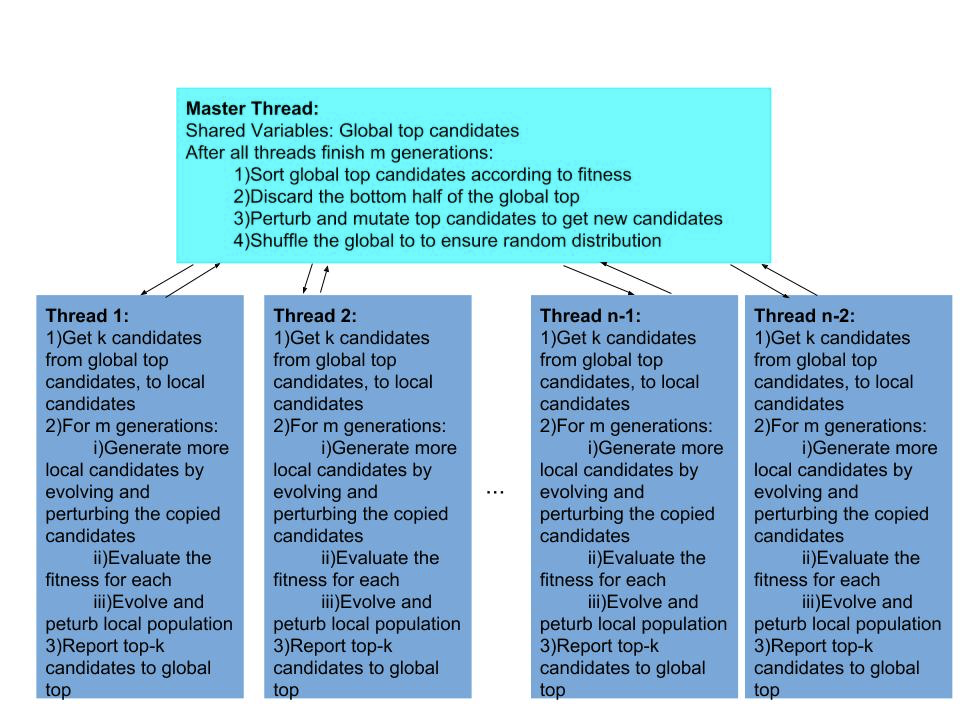 Master Thread:
Shared Variables: Global top candidates
After all threads finish m generations:
1)Sort global top candidates according to fitness
2)Discard the bottom half of the global top
3)Perturb and mutate top candidates to get new candidates
4)Shuffle the global to to ensure random distribution
Thread 1:
1)Get k candidates
from global top
candidates, to local
candidates
2)For m generations:
i)Generate more
local candidates by
evolving and
perturbing the copied
candidates
ii)Evaluate the
fitness for each
iii)Evolve and
peturb local population
3)Report top-k
candidates to global
top
Thread 2:
1)Get k candidates
from global top
candidates, to local
candidates
2)For m generations:
i)Generate more
local candidates by
evolving and
perturbing the copied
candidates
ii)Evaluate the
fitness for each
iii)Evolve and
peturb local population
3)Report top-k
candidates to global
top
...
Thread n-1:
1)Get k candidates
from global top
candidates, to local
candidates
2)For m generations:
i)Generate more
local candidates by
evolving and
perturbing the copied
candidates
ii)Evaluate the
fitness for each
iii)Evolve and
peturb local population
3)Report top-k
candidates to global
top
Thread n-2:
1)Get k candidates
from global top
candidates, to local
candidates
2)For m generations:
i)Generate more
local candidates by
evolving and
perturbing the copied
candidates
ii)Evaluate the
fitness for each
iii)Evolve and
peturb local population
3)Report top-k
candidates to global
top